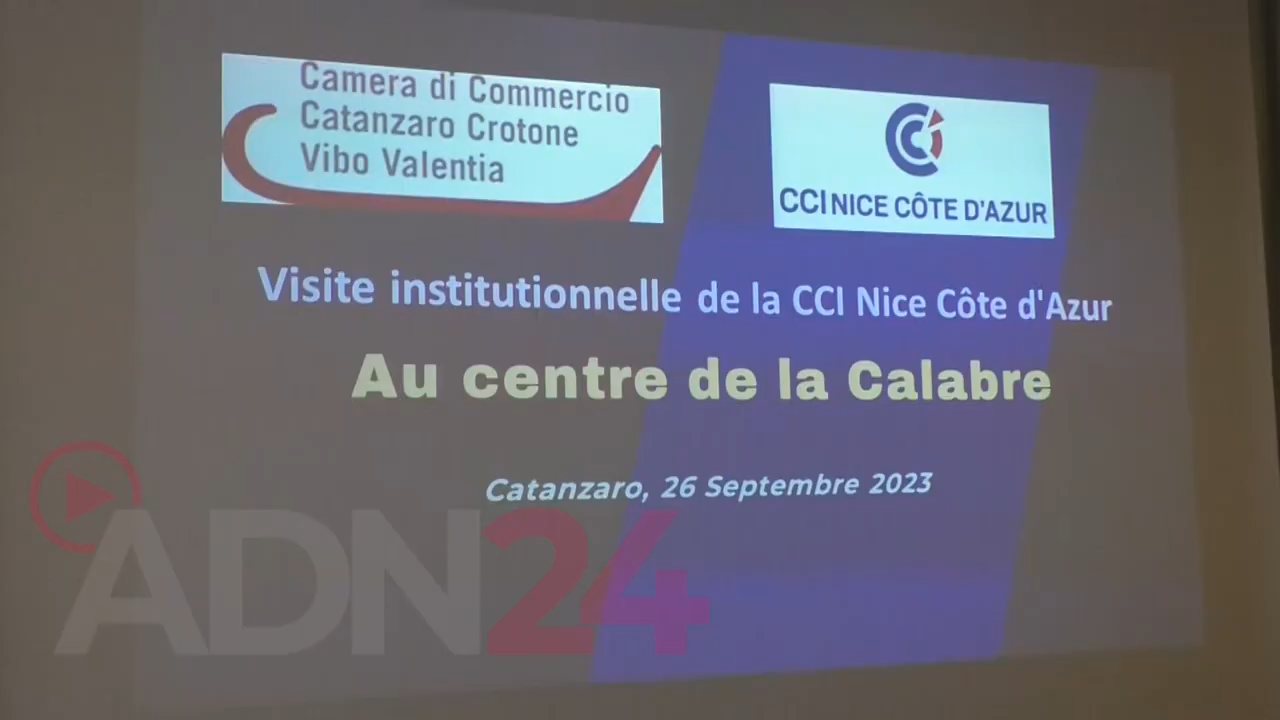 Camera di Commercio
Catanzaro Crotone
Vibo Valentia
CCI NICE CÔTE D'AZUR
Visite institutionnelle de la CCI Nice Côte d'Azur
Au centre de la Calabre
Catanzaro, 26 Septembre 2023
ADN24